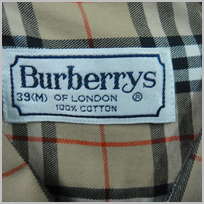 Burberrys
39(M) OF LONDON
100% COTTON ®